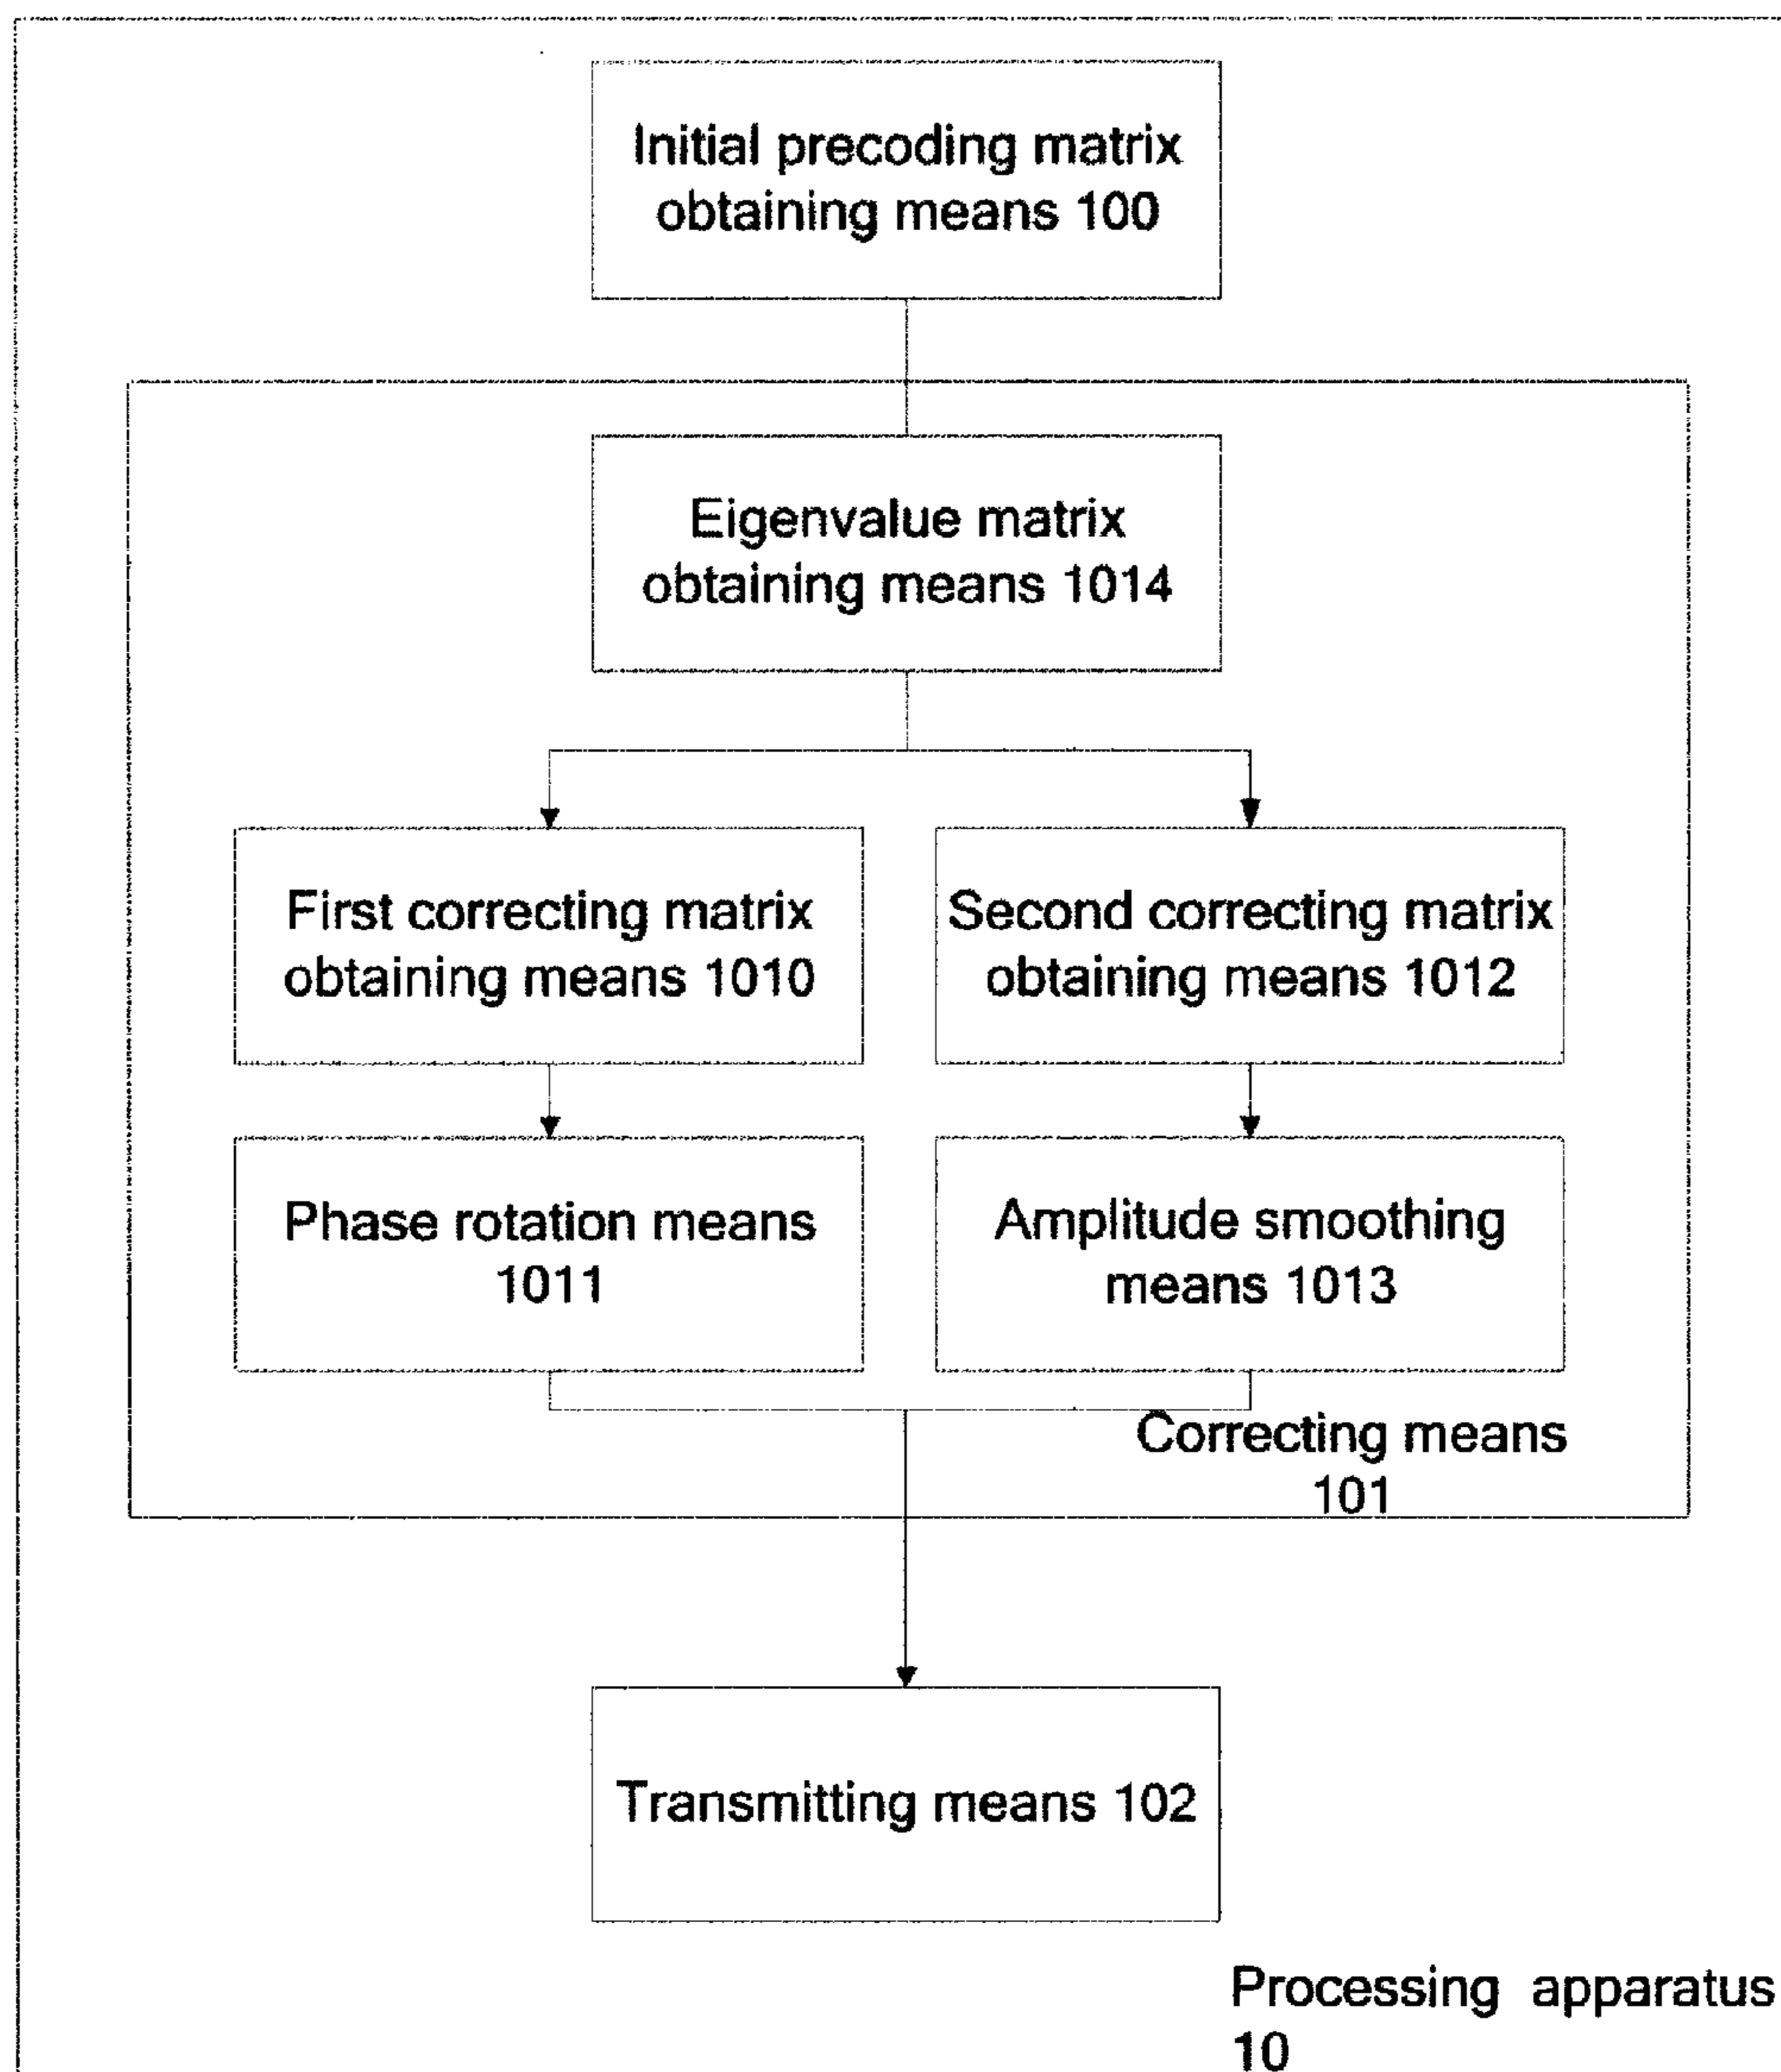 Initial precoding matrix
obtaining means 100
Eigenvalue matrix
obtaining means 1014
First correcting matrix
obtaining means 1010
Second correcting matrix
obtaining means 1012
Phase rotation means
1011
Amplitude smoothing
means 1013
Correcting means
101
Transmitting means 102
Processing apparatus
10